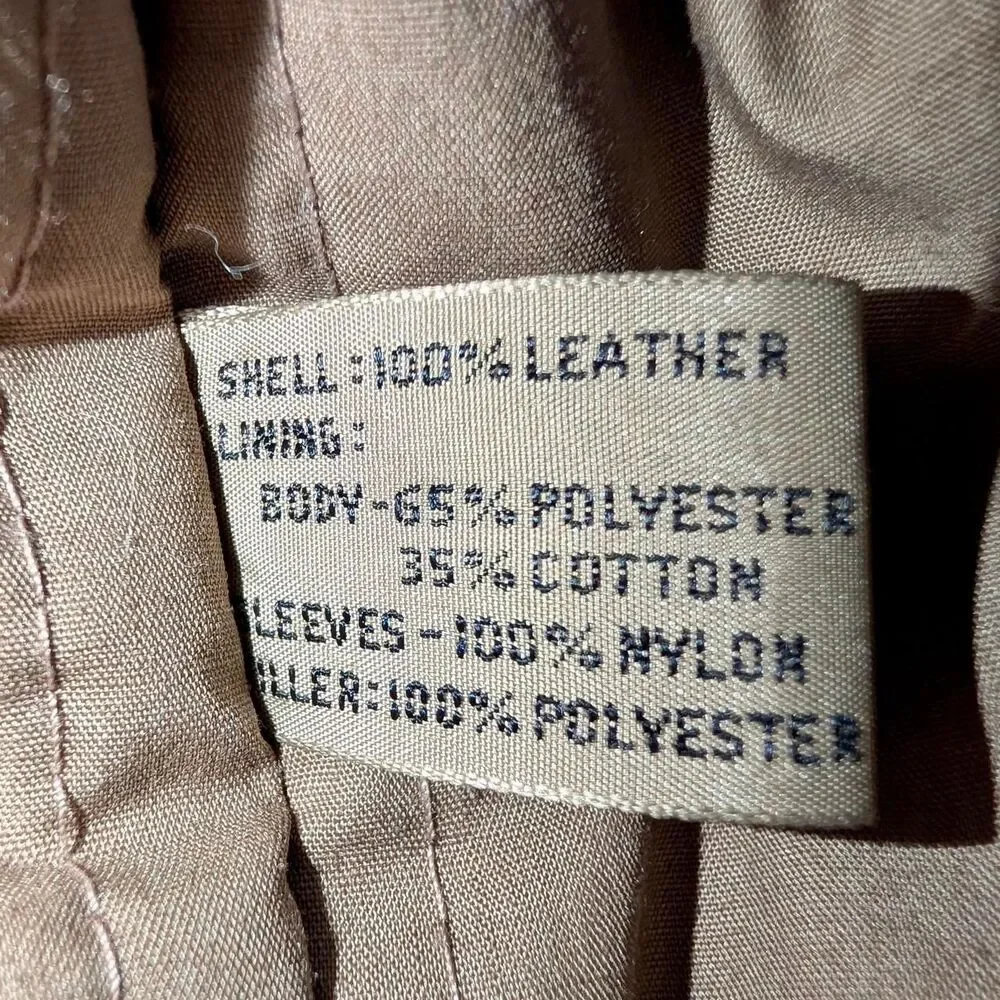 SHELL:100% LEATHER
LINING:
BODY-65% POLYESTER
35% COTTON
LEEVES-100% NYLON
ILLER:100% POLYESTER